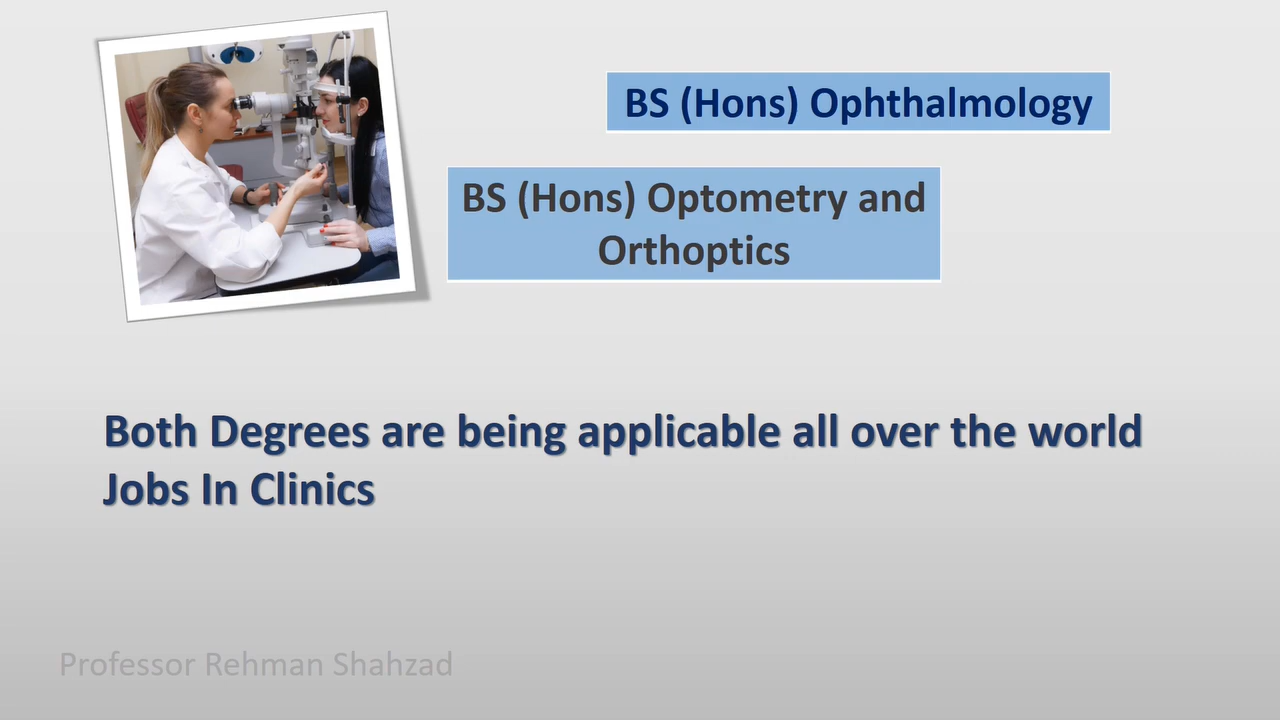 BS (Hons) Ophthalmology
BS (Hons) Optometry and
Orthoptics
Both Degrees are being applicable all over the world
Jobs In Clinics
Professor Rehman Shahzad